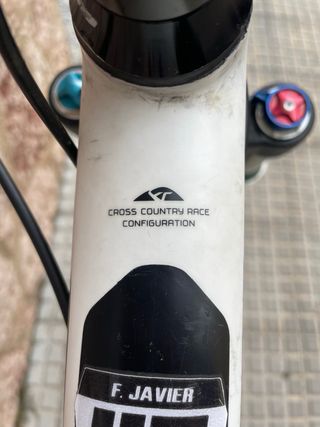 CROSS COUNTRY RACE
CONFIGURATION
F. JAVIER